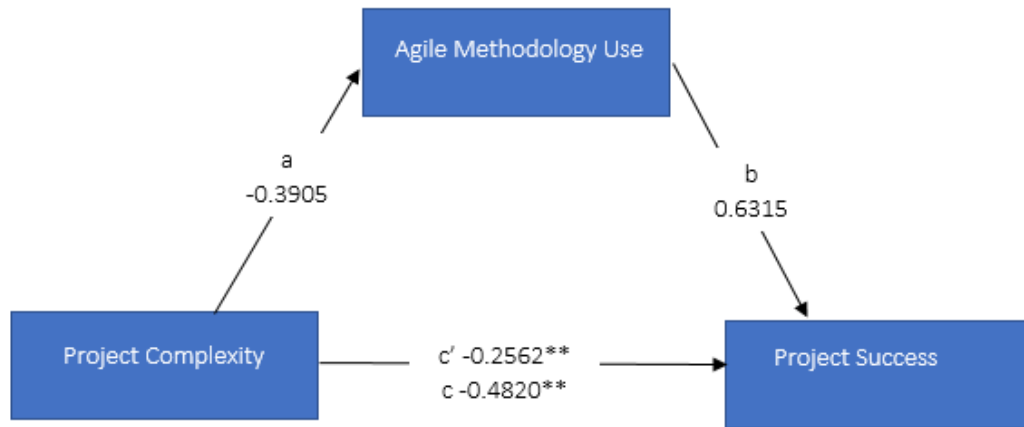 Agile Methodology Use
a
-0.3905
b
0.6315
Project Complexity
c’ -0.2562**
c -0.4820**
Project Success